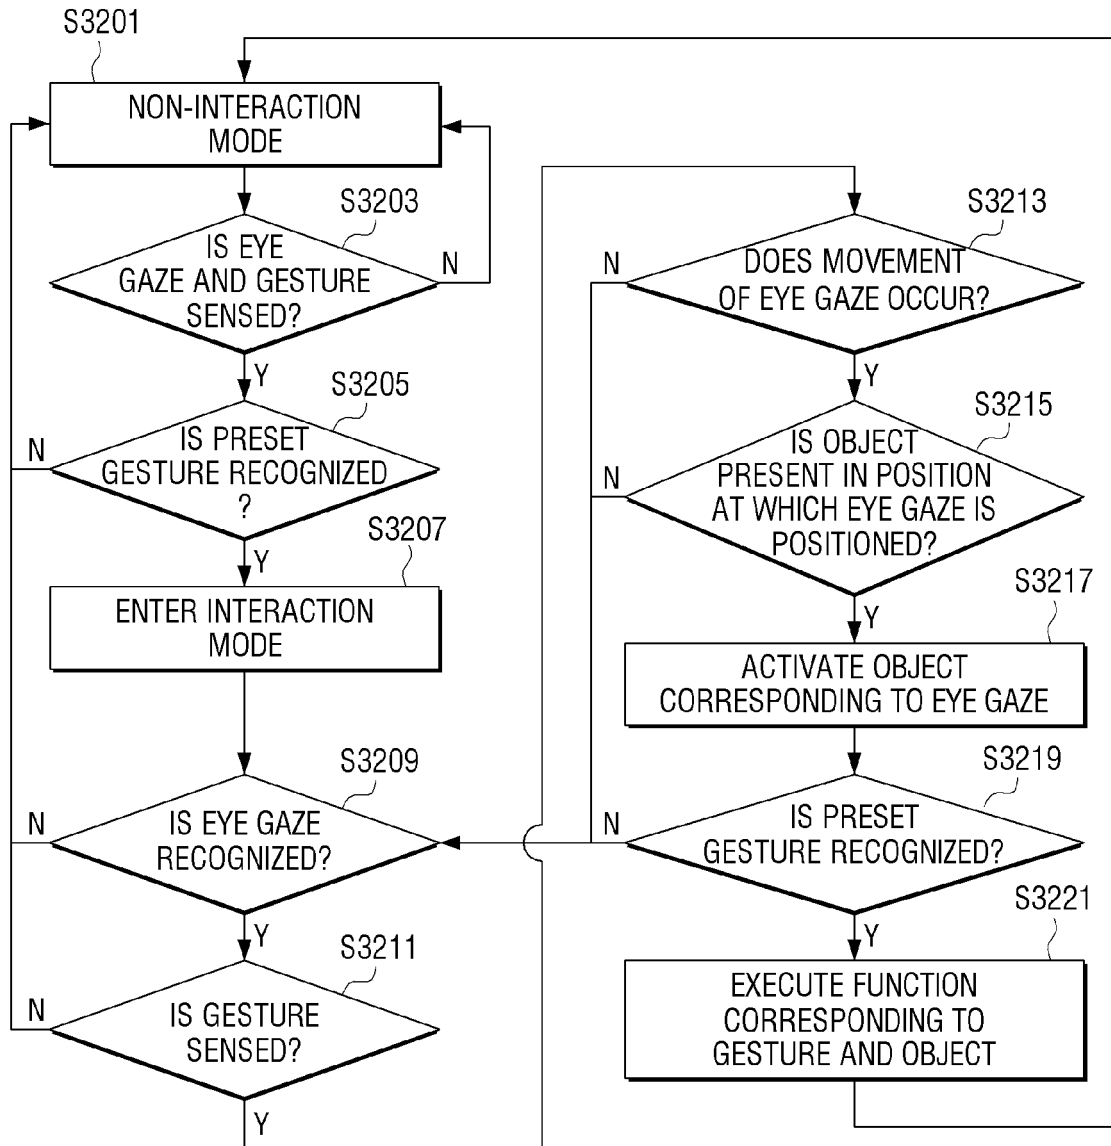 S3201
NON-INTERACTION
MODE
S3203
IS EYE
GAZE AND GESTURE
SENSED?
N
Y
S3205
IS PRESET
GESTURE RECOGNIZED
?
N
Y
S3207
ENTER INTERACTION
MODE
S3209
IS EYE GAZE
RECOGNIZED?
N
Y
S3211
IS GESTURE
SENSED?
N
Y
S3213
DOES MOVEMENT
OF EYE GAZE OCCUR?
N
Y
S3215
IS OBJECT
PRESENT IN POSITION
AT WHICH EYE GAZE IS
POSITIONED?
N
Y
S3217
ACTIVATE OBJECT
CORRESPONDING TO EYE GAZE
S3219
IS PRESET
GESTURE RECOGNIZED?
N
Y
S3221
EXECUTE FUNCTION
CORRESPONDING TO
GESTURE AND OBJECT